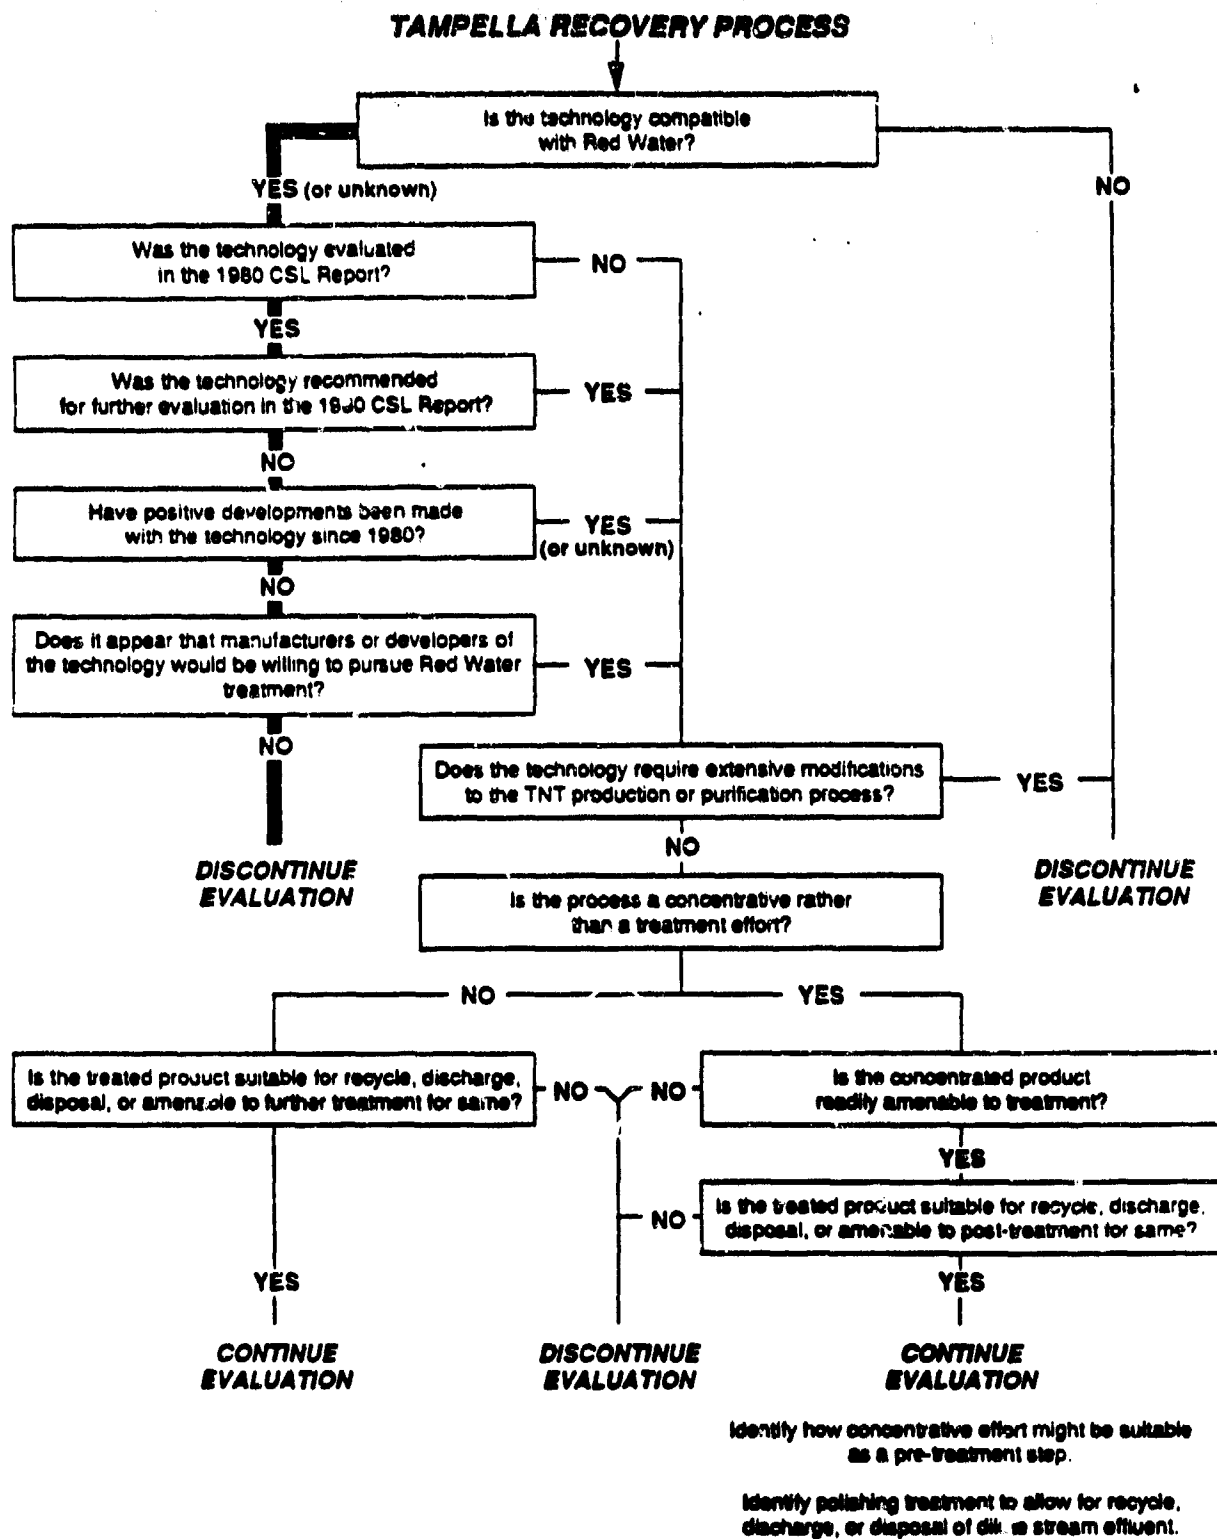 TAMPELLA RECOVERY PROCESS
Is the technology compatible
with Red Water?
YES (or unknown)
NO
Was the technology evaluated
in the 1980 CSL Report?
NO
YES
Was the technology recommended
for further evaluation in the 1980 CSL Report?
YES
NO
Have positive developments been made
with the technology since 1980?
YES
(or unknown)
NO
Does it appear that manufacturers or developers of
the technology would be willing to pursue Red Water
treatment?
YES
NO
Does the technology require extensive modifications
to the TNT production or purification process?
YES
NO
DISCONTINUE
EVALUATION
DISCONTINUE
EVALUATION
Is the process a concentrative rather
than a treatment effort?
NO
YES
Is the treated product suitable for recycle, discharge,
disposal, or amenable to further treatment for same?
NO
NO
Is the concentrated product
readily amenable to treatment?
YES
NO
Is the treated product suitable for recycle, discharge,
disposal, or amenable to post-treatment for same?
YES
YES
CONTINUE
EVALUATION
DISCONTINUE
EVALUATION
CONTINUE
EVALUATION
Identify how concentrative effort might be suitable
as a pre-treatment step.
Identify polishing treatment to allow for recycle,
discharge, or disposal of dilute stream effluent.